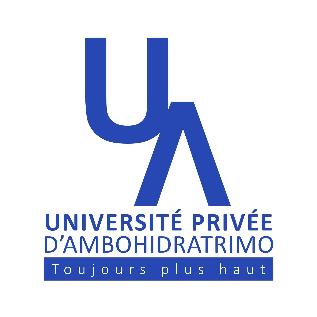 UA
UNIVERSITÉ PRIVÉE
D'AMBOHIDRATRIMO
Toujours plus haut